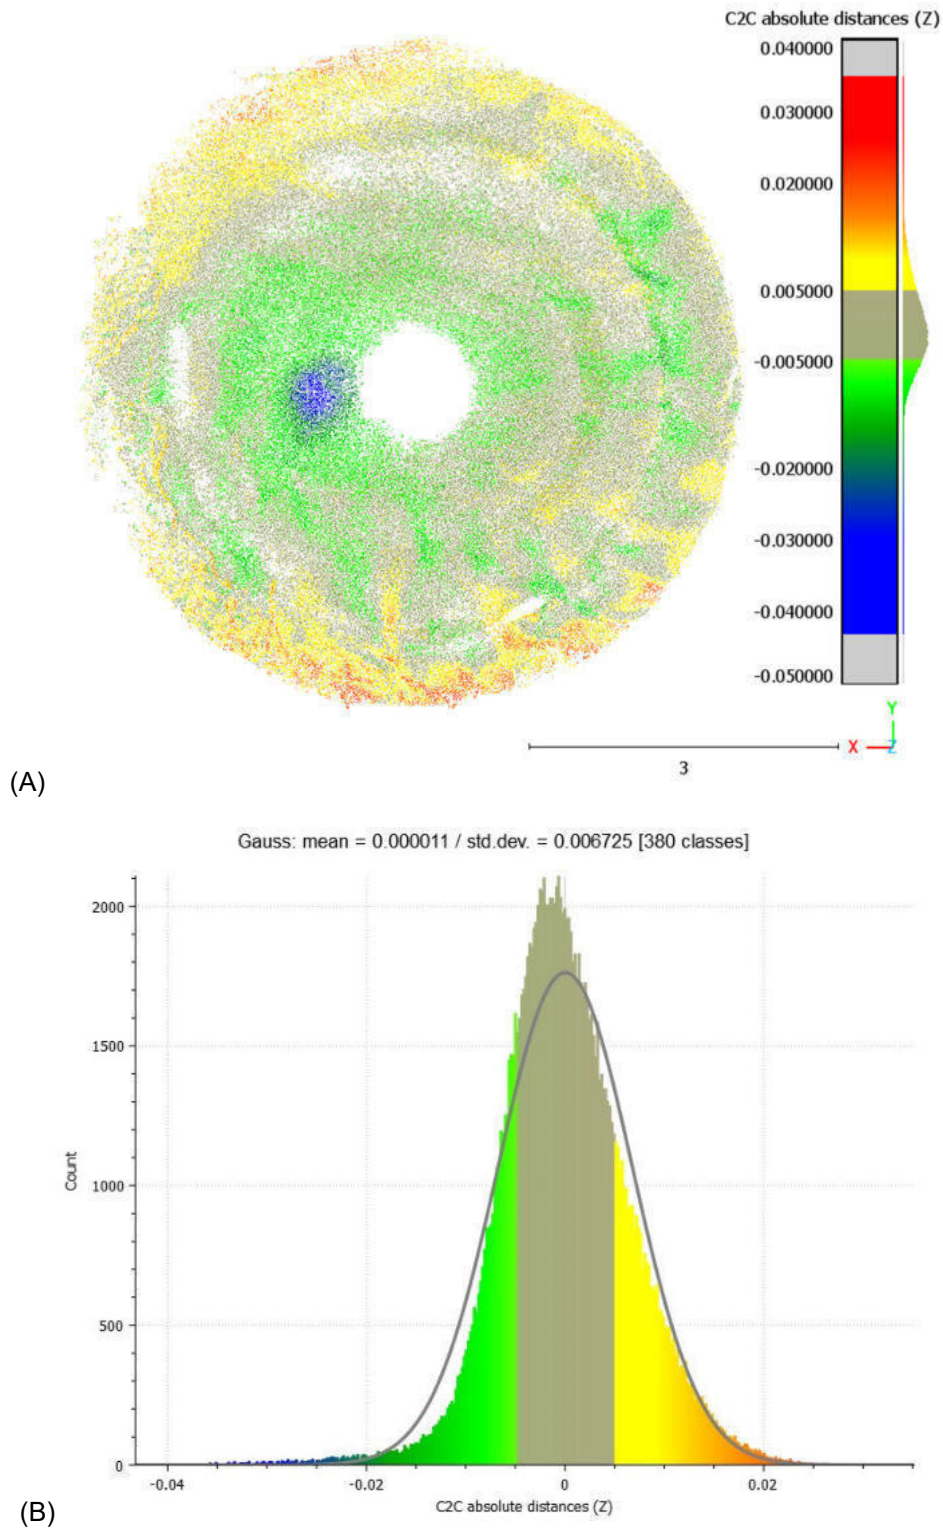 C2C absolute distances (Z)
0.040000
0.030000
0.020000
0.005000
-0.005000
-0.020000
-0.030000
-0.040000
-0.050000
Y
X
Z
3
(A)
Gauss: mean = 0.000011 / std.dev. = 0.006725 [380 classes]
2000
1500
1000
500
0
Count
-0.04
-0.02
0
0.02
C2C absolute distances (Z)
(B)